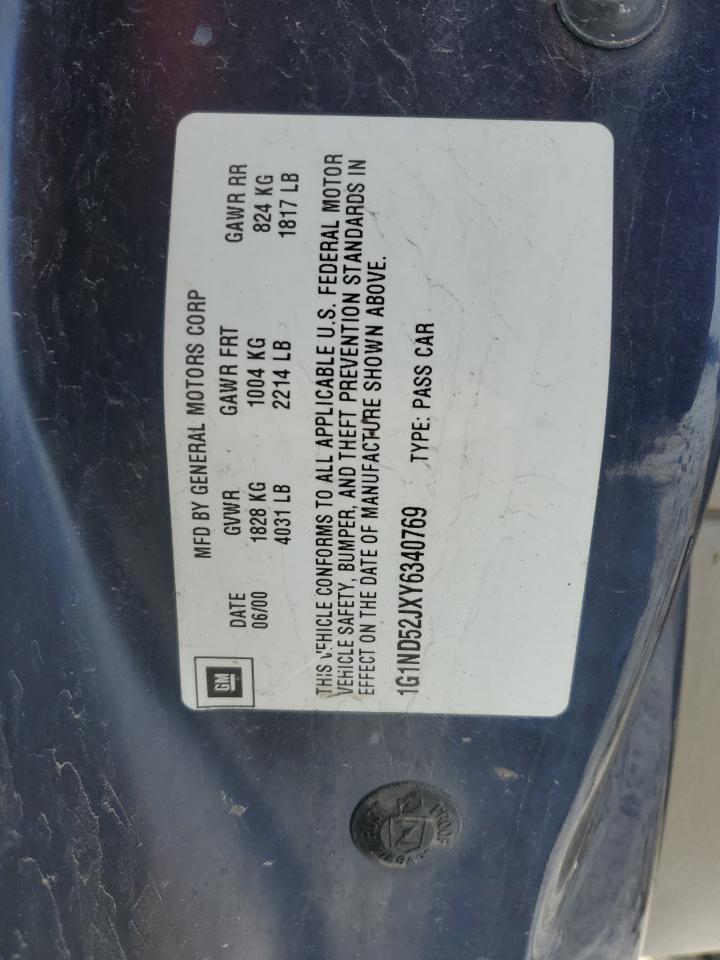 MFD BY GENERAL MOTORS CORP
GM
DATE GVWR GAWR FRT GAWR RR
06/00 1828 KG 1004 KG 824 KG
4031 LB 2214 LB 1817 LB
THIS VEHICLE CONFORMS TO ALL APPLICABLE U.S. FEDERAL MOTOR
VEHICLE SAFETY, BUMPER, AND THEFT PREVENTION STANDARDS IN
EFFECT ON THE DATE OF MANUFACTURE SHOWN ABOVE.
1G1ND52JXY6340769 TYPE: PASS CAR